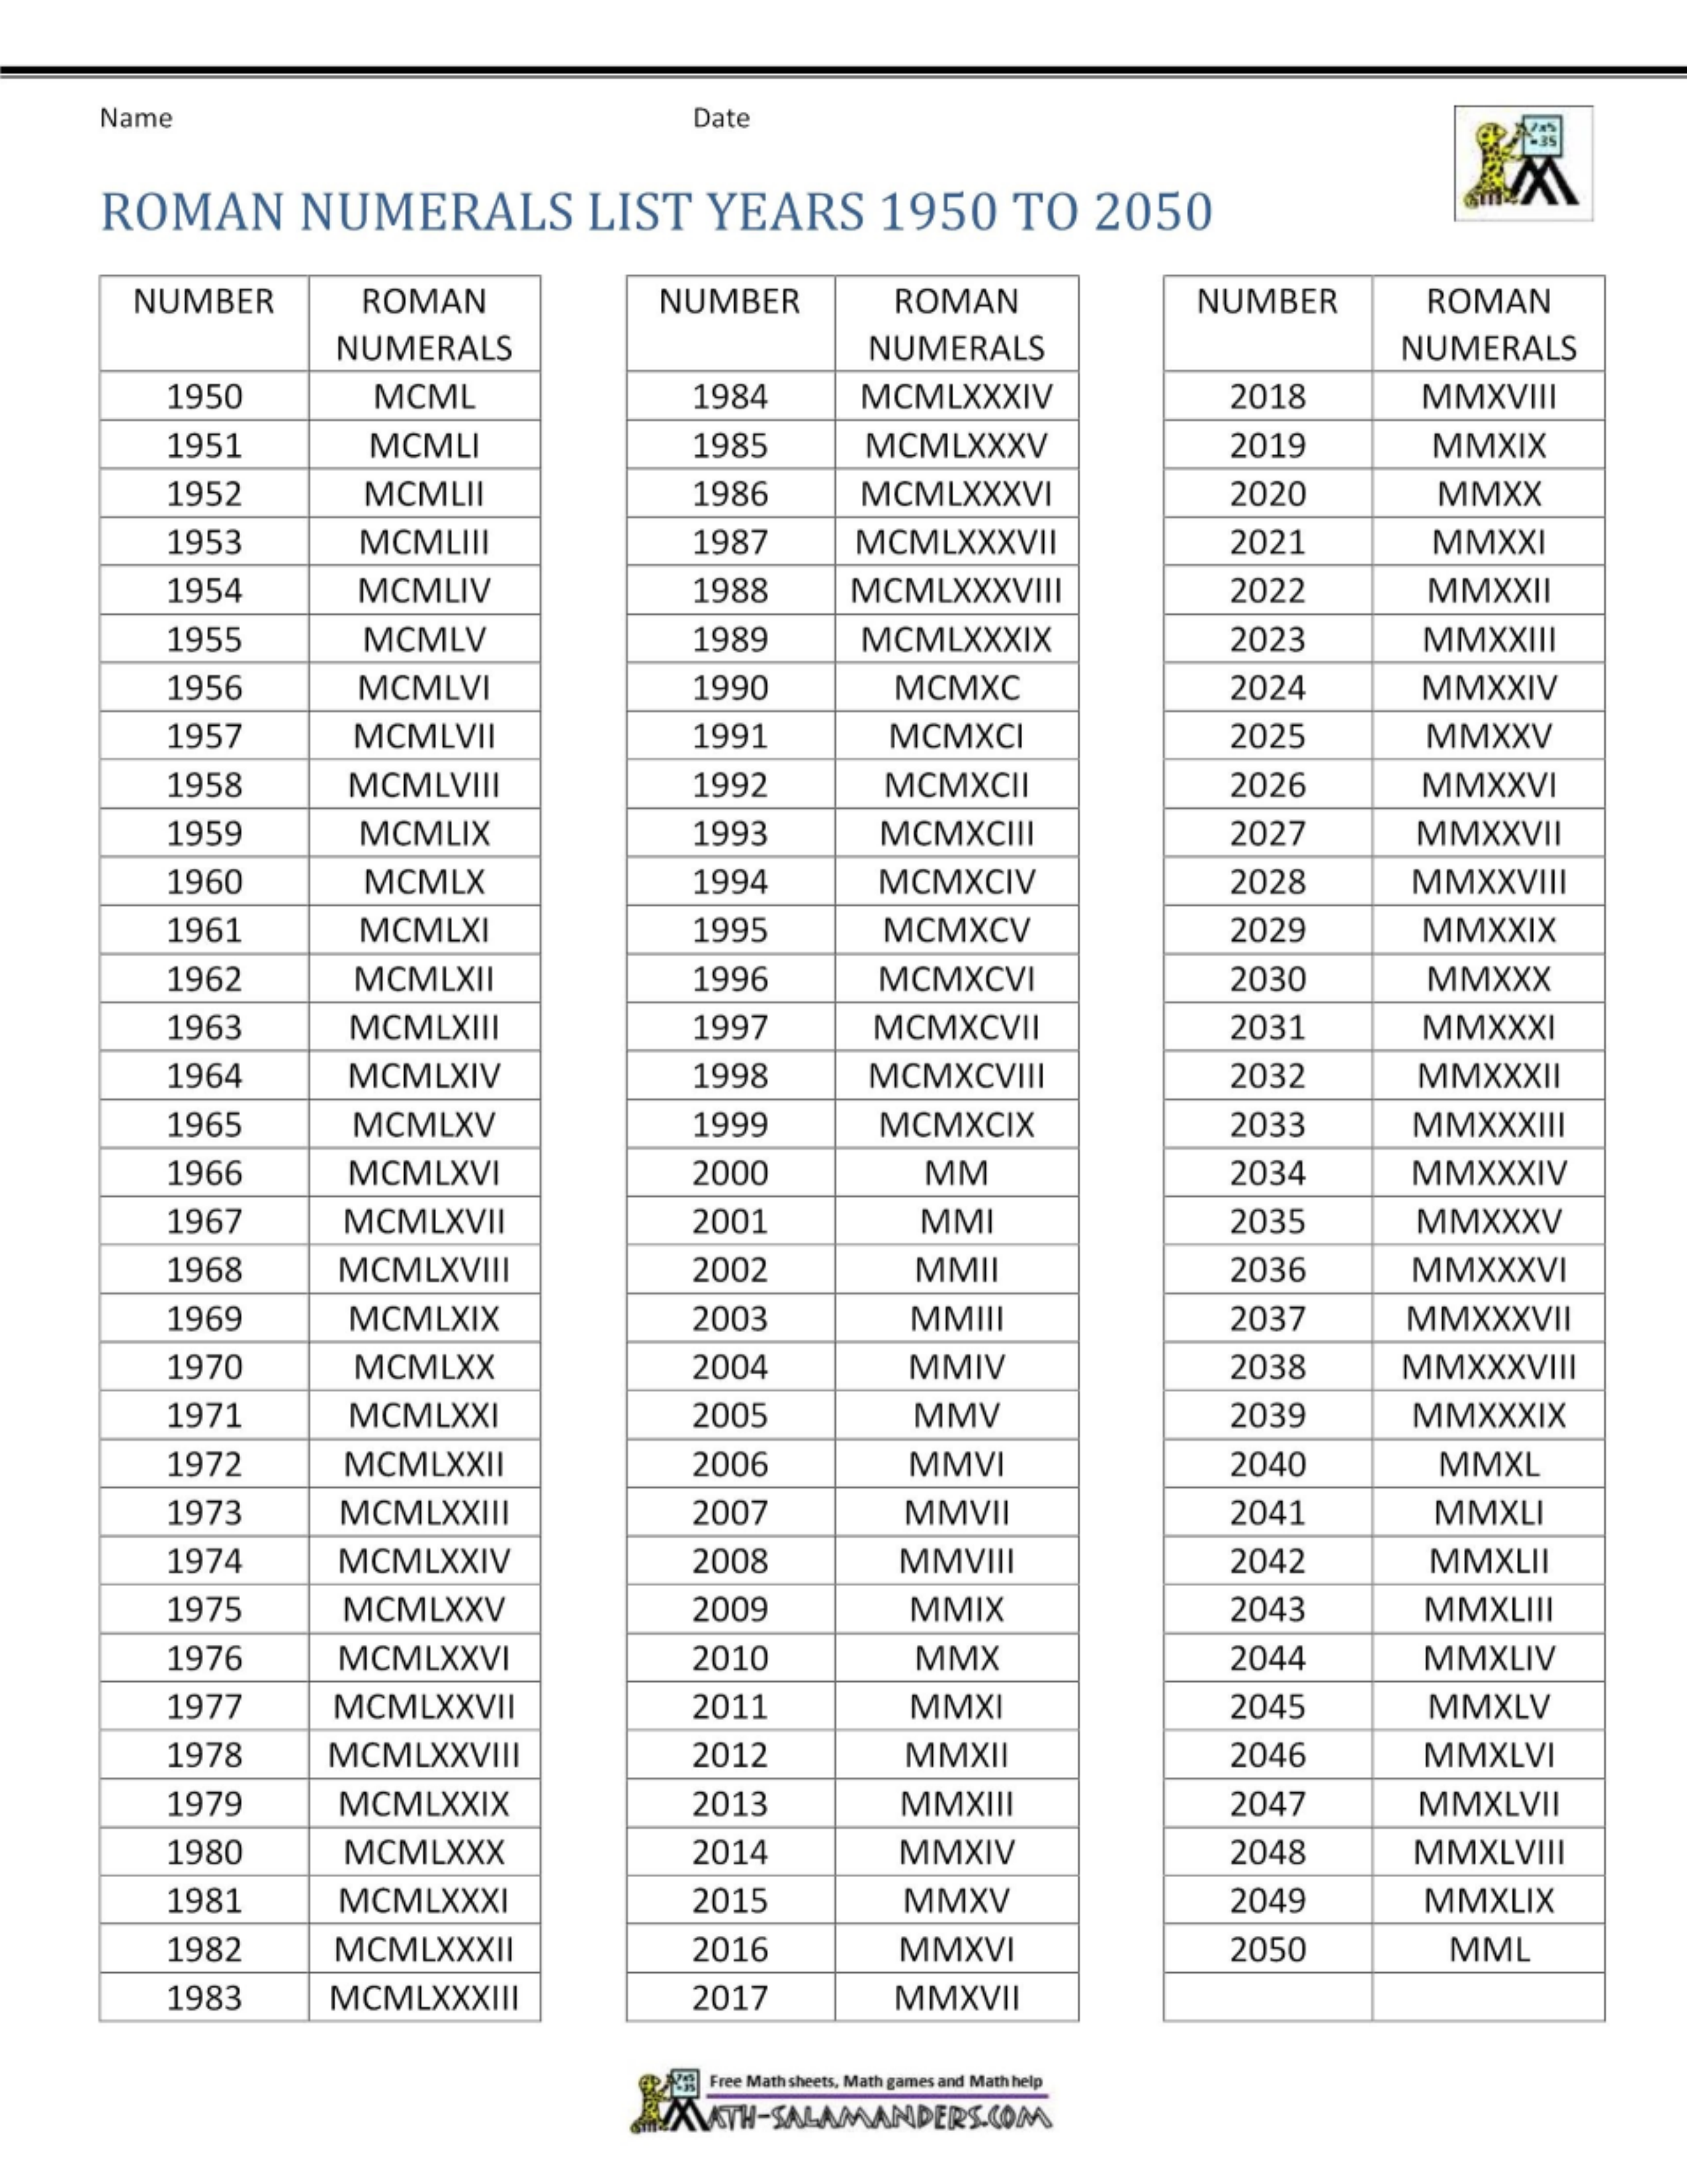 Name Date
7x5
=35
ROMAN NUMERALS LIST YEARS 1950 TO 2050
NUMBER ROMAN NUMBER ROMAN NUMBER ROMAN
NUMERALS NUMERALS NUMERALS
1950 MCML 1984 MCMLXXXIV 2018 MMXVIII
1951 MCMLI 1985 MCMLXXXV 2019 MMXIX
1952 MCMLII 1986 MCMLXXXVI 2020 MMXX
1953 MCMLIII 1987 MCMLXXXVII 2021 MMXXI
1954 MCMLIV 1988 MCMLXXXVIII 2022 MMXXII
1955 MCMLV 1989 MCMLXXXIX 2023 MMXXIII
1956 MCMLVI 1990 MCMXC 2024 MMXXIV
1957 MCMLVII 1991 MCMXCI 2025 MMXXV
1958 MCMLVIII 1992 MCMXCII 2026 MMXXVI
1959 MCMLIX 1993 MCMXCIII 2027 MMXXVII
1960 MCMLX 1994 MCMXCIV 2028 MMXXVIII
1961 MCMLXI 1995 MCMXCV 2029 MMXXIX
1962 MCMLXII 1996 MCMXCVI 2030 MMXXX
1963 MCMLXIII 1997 MCMXCVII 2031 MMXXXI
1964 MCMLXIV 1998 MCMXCVIII 2032 MMXXXII
1965 MCMLXV 1999 MCMXCIX 2033 MMXXXIII
1966 MCMLXVI 2000 MM 2034 MMXXXIV
1967 MCMLXVII 2001 MMI 2035 MMXXXV
1968 MCMLXVIII 2002 MMII 2036 MMXXXVI
1969 MCMLXIX 2003 MMIII 2037 MMXXXVII
1970 MCMLXX 2004 MMIV 2038 MMXXXVIII
1971 MCMLXXI 2005 MMV 2039 MMXXXIX
1972 MCMLXXII 2006 MMVI 2040 MMXL
1973 MCMLXXIII 2007 MMVII 2041 MMXLI
1974 MCMLXXIV 2008 MMVIII 2042 MMXLII
1975 MCMLXXV 2009 MMIX 2043 MMXLIII
1976 MCMLXXVI 2010 MMX 2044 MMXLIV
1977 MCMLXXVII 2011 MMXI 2045 MMXLV
1978 MCMLXXVIII 2012 MMXII 2046 MMXLVI
1979 MCMLXXIX 2013 MMXIII 2047 MMXLVII
1980 MCMLXXX 2014 MMXIV 2048 MMXLVIII
1981 MCMLXXXI 2015 MMXV 2049 MMXLIX
1982 MCMLXXXII 2016 MMXVI 2050 MML
1983 MCMLXXXIII 2017 MMXVII
7x5
=35
Free Math sheets, Math games and Math help
MATH-SALAMANDERS.COM